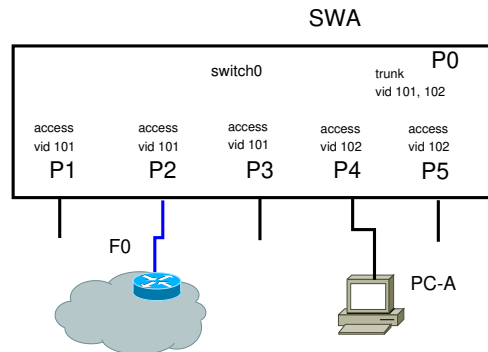 SWA
P0
switch0
trunk
vid 101, 102
access
vid 101
P1
access
vid 101
P2
access
vid 101
P3
access
vid 102
P4
access
vid 102
P5
F0
PC-A